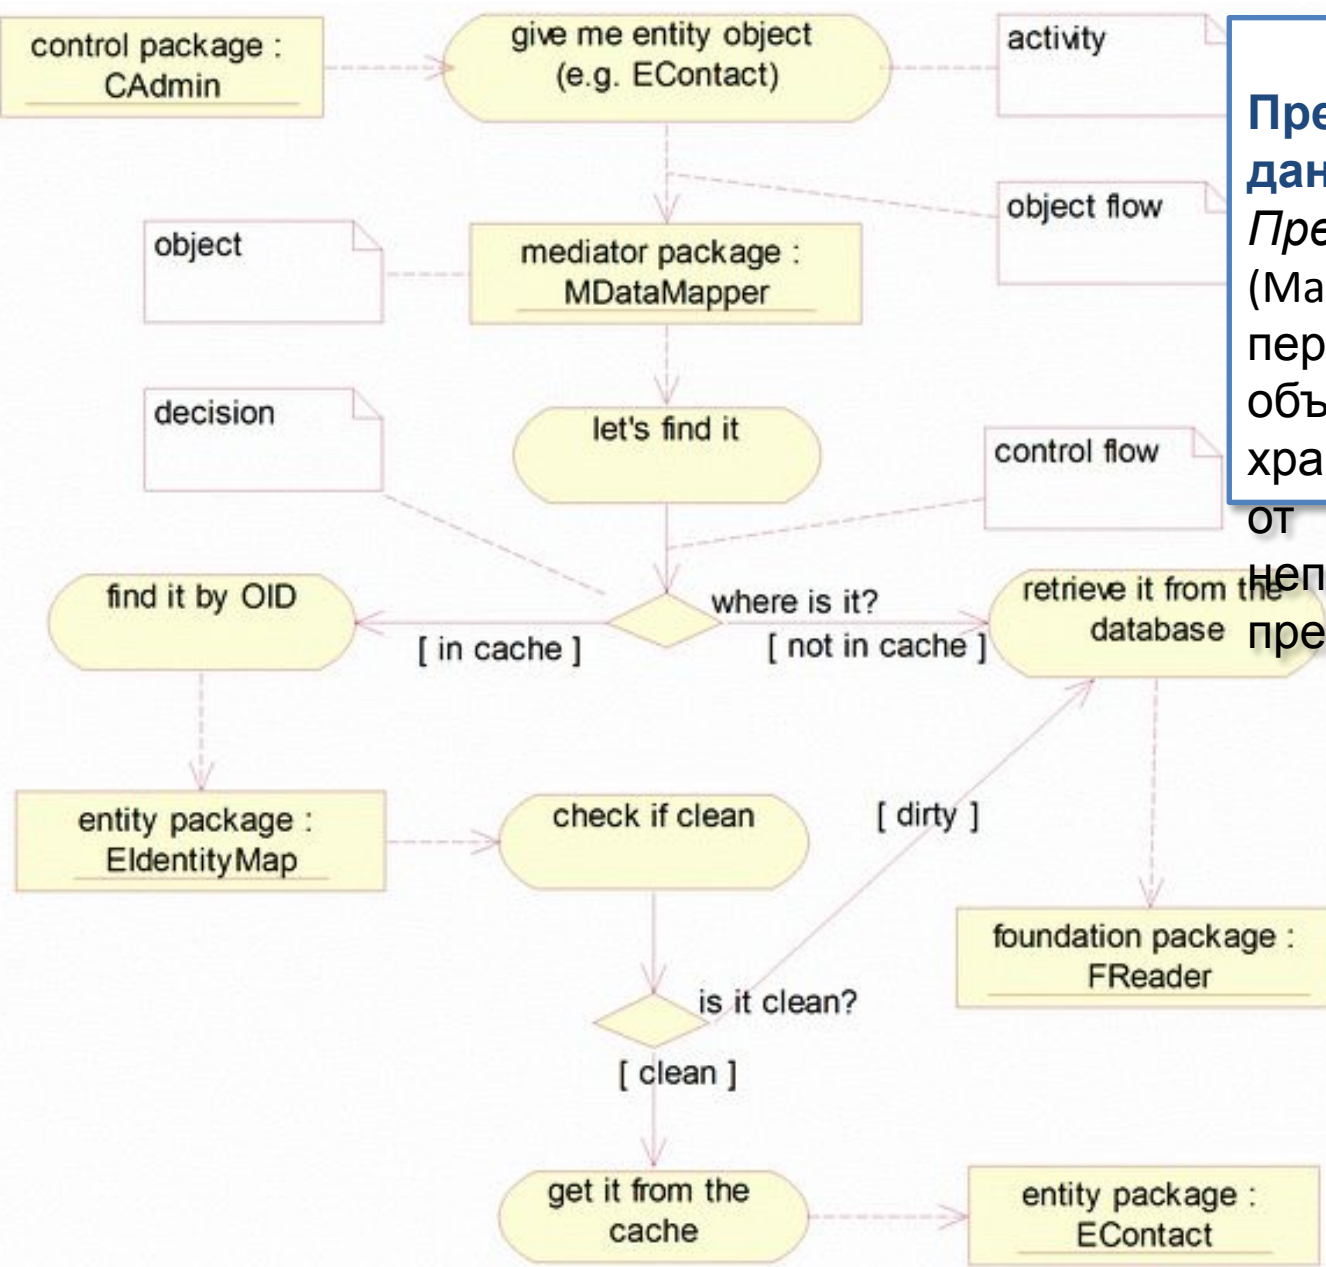 control package :
CAdmin
give me entity object
(e.g. EContact)
activity
object flow
object
mediator package :
MDataMapper
decision
let's find it
control flow
find it by OID
where is it?
[ in cache ]
[ not in cache ]
retrieve it from the
database
entity package :
EIdentityMap
check if clean
[ dirty ]
foundation package :
FReader
is it clean?
[ clean ]
get it from the
cache
entity package :
EContact
от